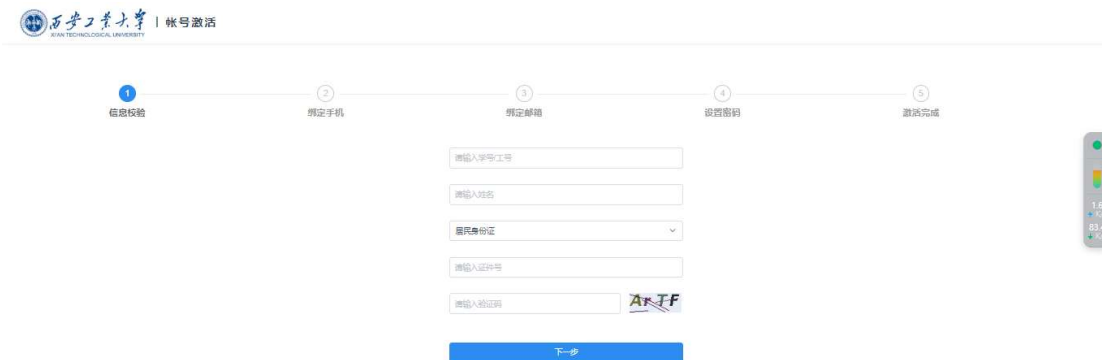 西安工业大学 | 帐号激活
XI'AN TECHNOLOGICAL UNIVERSITY
1 2 3 4 5
信息校验 绑定手机 绑定邮箱 设置密码 激活完成
请输入学号/工号
请输入姓名
居民身份证
请输入证件号
请输入验证码 ArTF
下一步